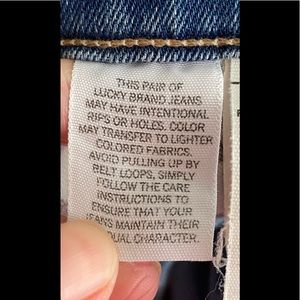 THIS PAIR OF
LUCKY BRAND JEANS
MAY HAVE INTENTIONAL
RIPS OR HOLES. COLOR
MAY TRANSFER TO LIGHTER
COLORED FABRICS.
AVOID PULLING UP BY
BELT LOOPS, SIMPLY
FOLLOW THE CARE
INSTRUCTIONS TO
ENSURE THAT YOUR
JEANS MAINTAIN THEIR
CHARACTER.